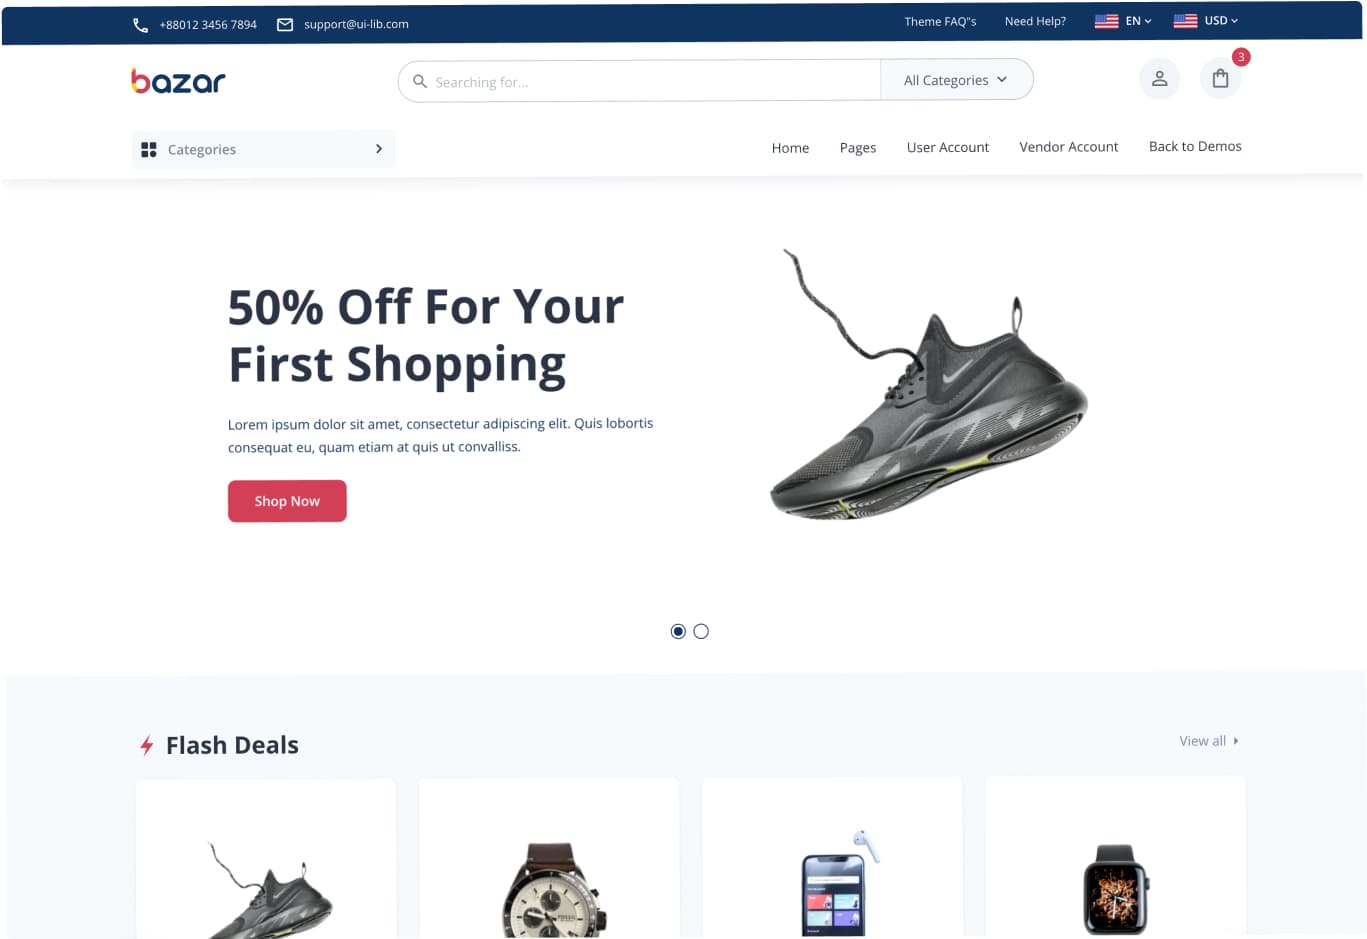 +88012 3456 7894
support@ui-lib.com
Theme FAQ"s
Need Help?
EN
USD
bazar
Searching for...
All Categories
3
Categories
Home
Pages
User Account
Vendor Account
Back to Demos
50% Off For Your
First Shopping
Lorem ipsum dolor sit amet, consectetur adipiscing elit. Quis lobortis
consequat eu, quam etiam at quis ut convalliss.
Shop Now
Flash Deals
View all
FOSSIL